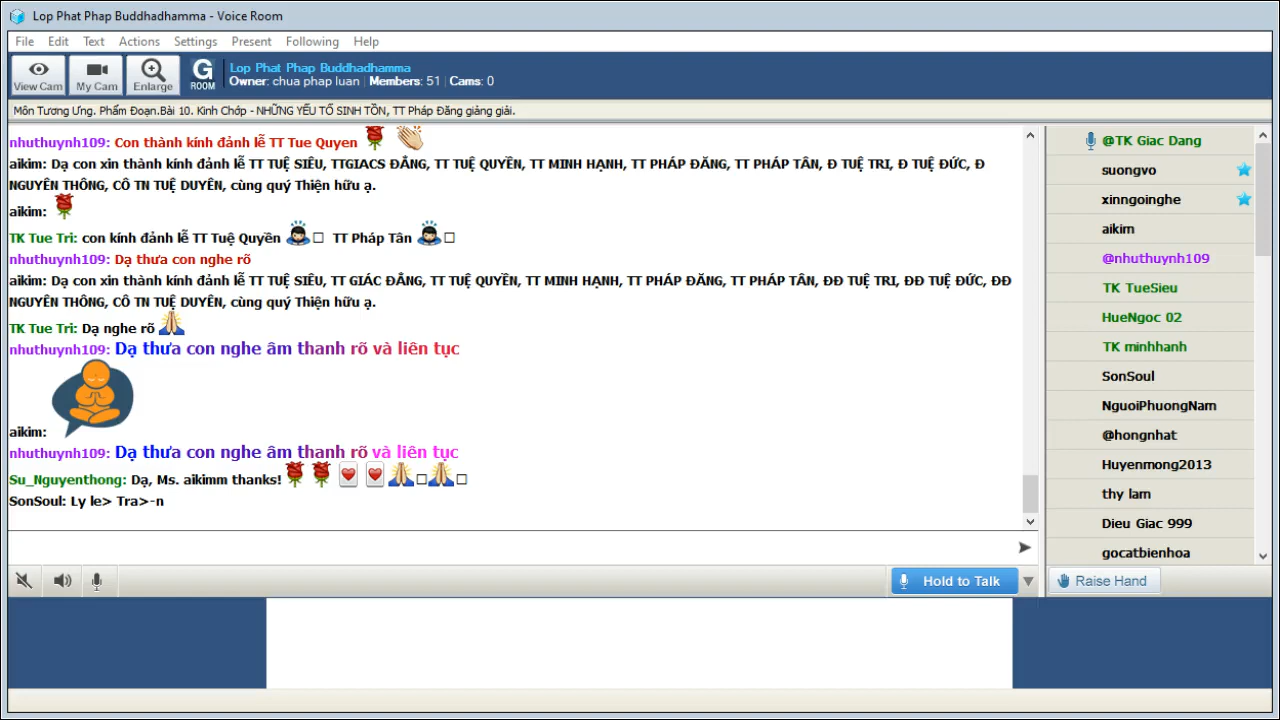 Lop Phat Phap Buddhadhamma - Voice Room
File Edit Text Actions Settings Present Following Help
View Cam My Cam Enlarge G ROOM
Lop Phat Phap Buddhadhamma
Owner: chua phap luan Members: 51 Cams: 0
Môn Tương Ưng. Phẩm Đoạn.Bài 10. Kinh Chớp - NHỮNG YẾU TỐ SINH TỒN, TT Pháp Đăng giảng giải.
nhuthuynh109: Con thành kính đảnh lễ TT Tue Quyen
aikim: Dạ con xin thành kính đảnh lễ TT TUỆ SIÊU, TTGIACS ĐẲNG, TT TUỆ QUYỀN, TT MINH HẠNH, TT PHÁP ĐĂNG, TT PHÁP TÂN, Đ TUỆ TRI, Đ TUỆ ĐỨC, Đ
NGUYÊN THÔNG, CÔ TN TUỆ DUYÊN, cùng quý Thiện hữu ạ.
aikim:
TK Tue Tri: con kính đảnh lễ TT Tuệ Quyền TT Pháp Tân
nhuthuynh109: Dạ thưa con nghe rõ
aikim: Dạ con xin thành kính đảnh lễ TT TUỆ SIÊU, TT GIÁC ĐẲNG, TT TUỆ QUYỀN, TT MINH HẠNH, TT PHÁP ĐĂNG, TT PHÁP TÂN, ĐĐ TUỆ TRI, ĐĐ TUỆ ĐỨC, ĐĐ
NGUYÊN THÔNG, CÔ TN TUỆ DUYÊN, cùng quý Thiện hữu ạ.
TK Tue Tri: Dạ nghe rõ
nhuthuynh109: Dạ thưa con nghe âm thanh rõ và liên tục
aikim:
nhuthuynh109: Dạ thưa con nghe âm thanh rõ và liên tục
Su_Nguyenthong: Dạ, Ms. aikimm thanks!
SonSoul: Ly le> Tra>-n
Hold to Talk
@TK Giac Dang
suongvo
xinngoinghe
aikim
@nhuthuynh109
TK TueSieu
HueNgoc 02
TK minhhanh
SonSoul
NguoiPhuongNam
@hongnhat
Huyenmong2013
thy lam
Dieu Giac 999
gocatbienhoa
Raise Hand